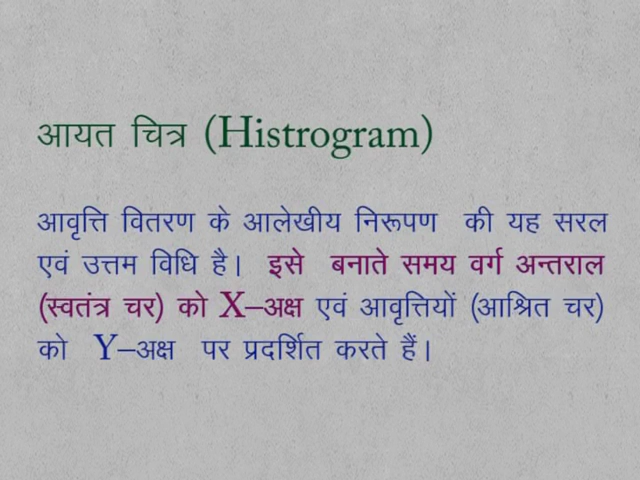 आयत चित्र (Histrogram)
आवृत्ति वितरण के आलेखीय निरूपण की यह सरल
एवं उत्तम विधि है। इसे बनाते समय वर्ग अन्तराल
(स्वतंत्र चर) को X–अक्ष एवं आवृत्तियों (आश्रित चर)
को Y–अक्ष पर प्रदर्शित करते हैं।